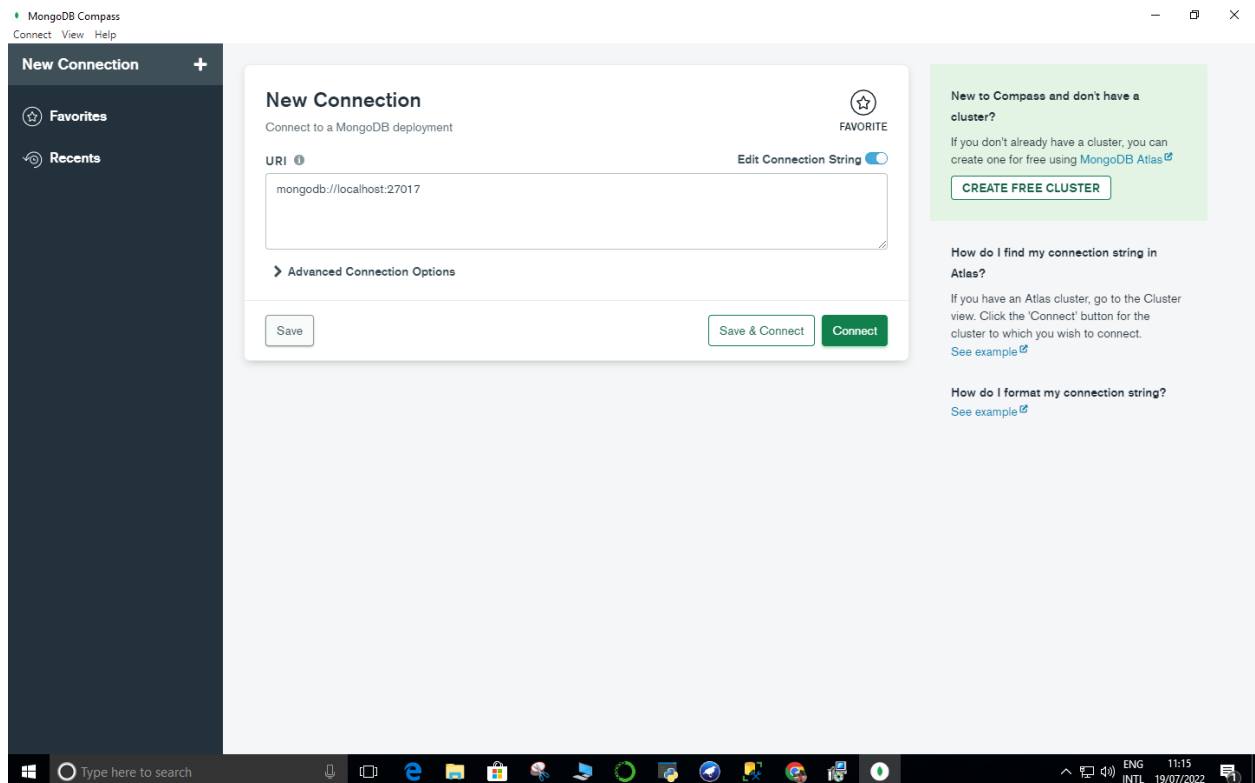 MongoDB Compass
Connect View Help
New Connection +
Favorites
Recents
New Connection
Connect to a MongoDB deployment
FAVORITE
URI
Edit Connection String
mongodb://localhost:27017
Advanced Connection Options
Save
Save & Connect
Connect
New to Compass and don't have a
cluster?
If you don't already have a cluster, you can
create one for free using MongoDB Atlas
CREATE FREE CLUSTER
How do I find my connection string in
Atlas?
If you have an Atlas cluster, go to the Cluster
view. Click the 'Connect' button for the
cluster to which you wish to connect.
See example
How do I format my connection string?
See example
Type here to search
ENG
INTL
11:15
19/07/2022
1